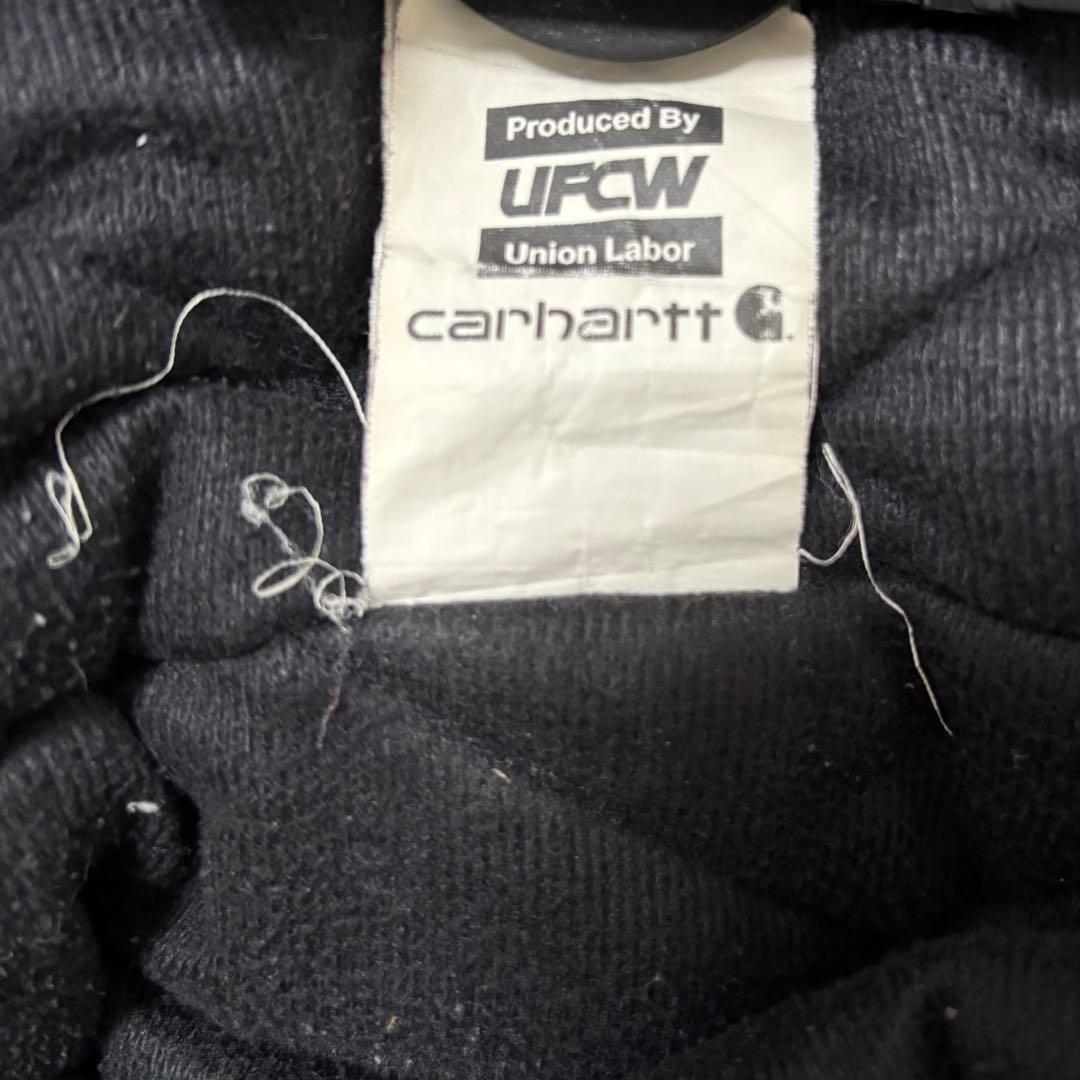 Produced By
UFCW
Union Labor
carhartt